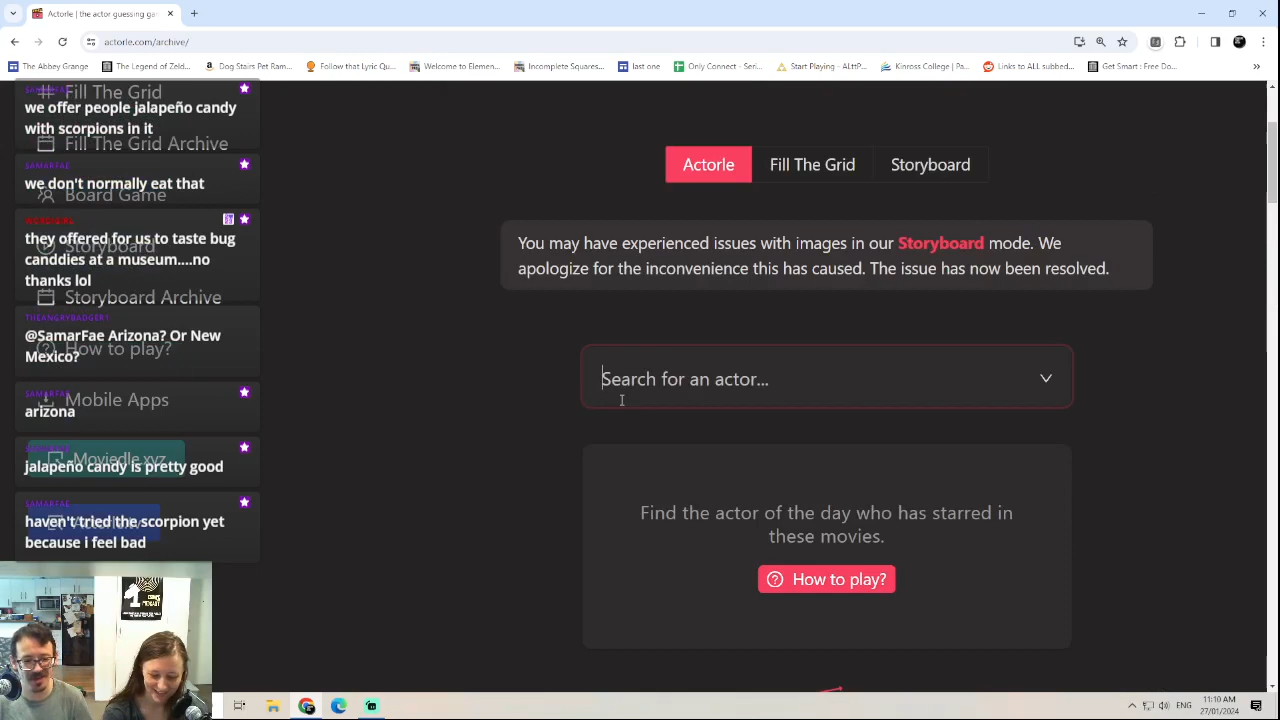 Actorle | the actor guessing ga
actorle.com/archive/
The Abbey Grange
The Legend of Zeld...
Dog Stairs Pet Ram...
Follow that Lyric Qu...
Welcome to Elemen...
Incomplete Squares...
last one
Only Connect - Seri...
Start Playing - ALttP...
Kinross College | Pa...
Links to ALL subbed...
Get Smart : Free Do...
Fill The Grid
we offer people jalapeño candy
with scorpions in it
Fill The Grid Archive
SAMARFAE
we don't normally eat that
Board Game
they offered for us to taste bug
Storyboard
canddies at a museum....no
thanks lol
Storyboard Archive
THEANGRYBADGER1
@SamarFae Arizona? Or New
Mexico?
How to play?
SAMARFAE
Mobile Apps
arizona
Moviedle.xyz
jalapeño candy is pretty good
SAMARFAE
haven't tried the scorpion yet
because i feel bad
Actorle
Fill The Grid
Storyboard
You may have experienced issues with images in our Storyboard mode. We
apologize for the inconvenience this has caused. The issue has now been resolved.
Search for an actor...
Find the actor of the day who has starred in
these movies.
How to play?
ENG
11:10 AM
27/01/2024